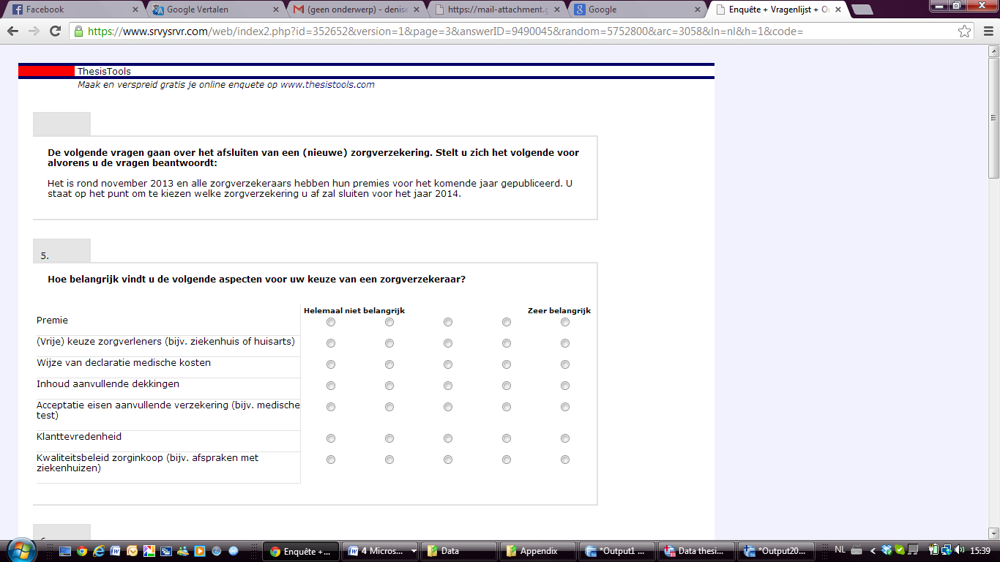 Facebook
Google Vertalen
M (geen onderwerp) - denise
https://mail-attachment.g
Google
Enquête + Vragenlijst + O
https://www.srvysrvr.com/web/index2.php?id=352652&version=1&page=3&answerID=9490045&random=5752800&arc=3058&ln=nl&h=1&code=
ThesisTools
Maak en verspreid gratis je online enquete op www.thesistools.com
De volgende vragen gaan over het afsluiten van een (nieuwe) zorgverzekering. Stelt u zich het volgende voor
alvorens u de vragen beantwoordt:
Het is rond november 2013 en alle zorgverzekeraars hebben hun premies voor het komende jaar gepubliceerd. U
staat op het punt om te kiezen welke zorgverzekering u af zal sluiten voor het jaar 2014.
5.
Hoe belangrijk vindt u de volgende aspecten voor uw keuze van een zorgverzekeraar?
Helemaal niet belangrijk Zeer belangrijk
Premie
(Vrije) keuze zorgverleners (bijv. ziekenhuis of huisarts)
Wijze van declaratie medische kosten
Inhoud aanvullende dekkingen
Acceptatie eisen aanvullende verzekering (bijv. medische
test)
Klanttevredenheid
Kwaliteitsbeleid zorginkoop (bijv. afspraken met
ziekenhuizen)
Enquête +...
4 Micros...
Data
Appendix
*Output1 ...
Data thesi...
*Output20...
NL
15:39